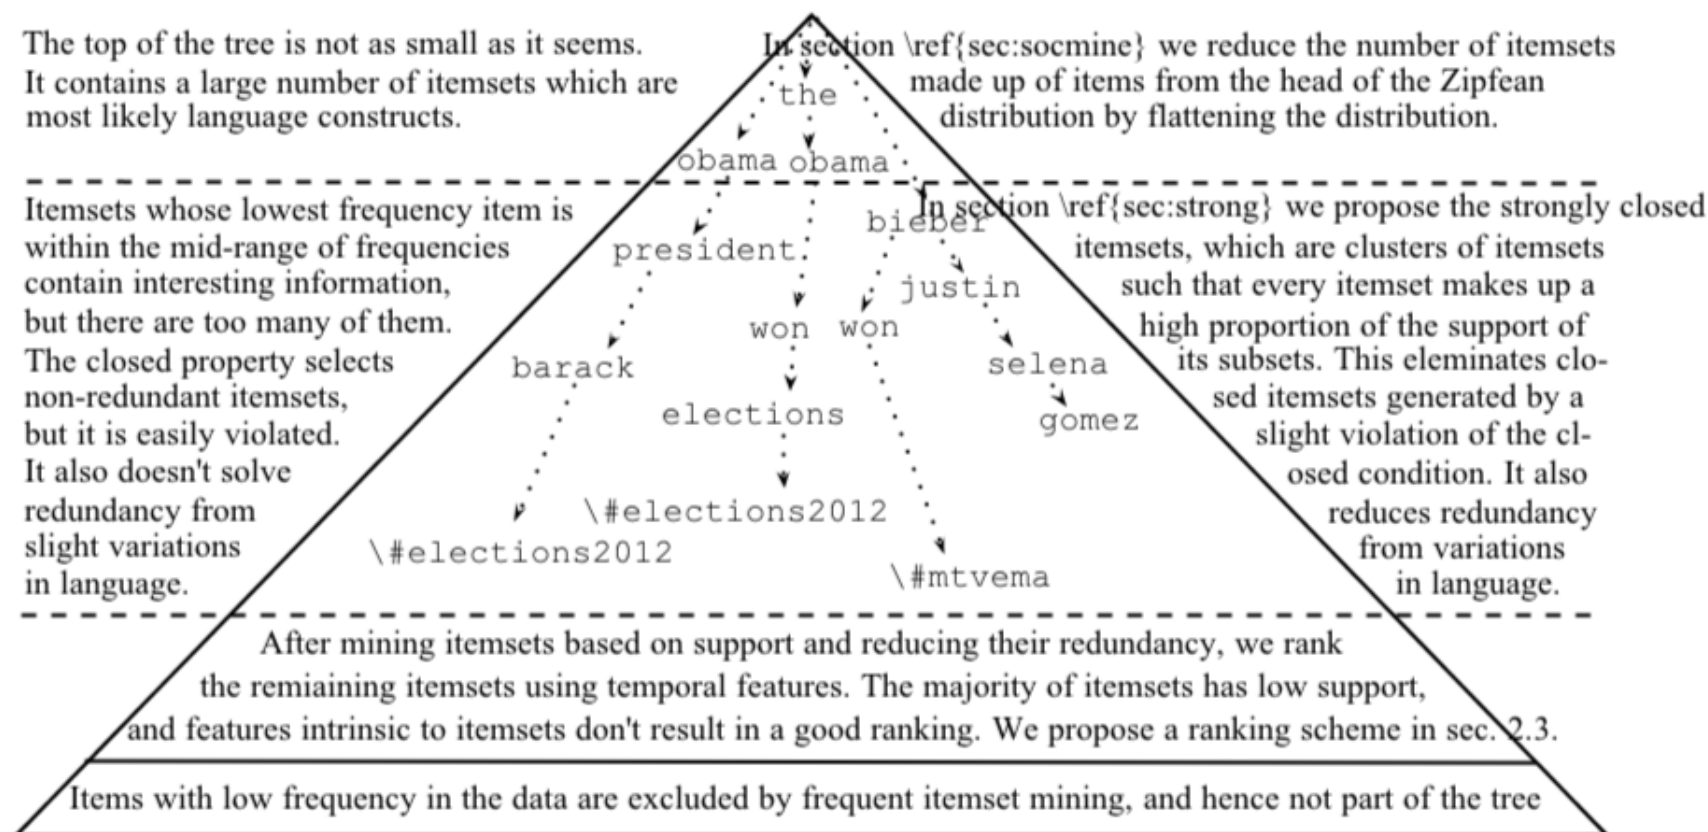 The top of the tree is not as small as it seems.
It contains a large number of itemsets which are
most likely language constructs.
In section \ref{sec:socmine} we reduce the number of itemsets
made up of items from the head of the Zipfean
distribution by flattening the distribution.
the
obama obama
Itemsets whose lowest frequency item is
within the mid-range of frequencies
contain interesting information,
but there are too many of them.
The closed property selects
non-redundant itemsets,
but it is easily violated.
It also doesn't solve
redundancy from
slight variations
in language.
bieber
president
justin
won won
barack
selena
elections
gomez
\#elections2012
\#elections2012
\#mtvema
In section \ref{sec:strong} we propose the strongly closed
itemsets, which are clusters of itemsets
such that every itemset makes up a
high proportion of the support of
its subsets. This eleminates clo-
sed itemsets generated by a
slight violation of the cl-
osed condition. It also
reduces redundancy
from variations
in language.
After mining itemsets based on support and reducing their redundancy, we rank
the remiaining itemsets using temporal features. The majority of itemsets has low support,
and features intrinsic to itemsets don't result in a good ranking. We propose a ranking scheme in sec. 2.3.
Items with low frequency in the data are excluded by frequent itemset mining, and hence not part of the tree